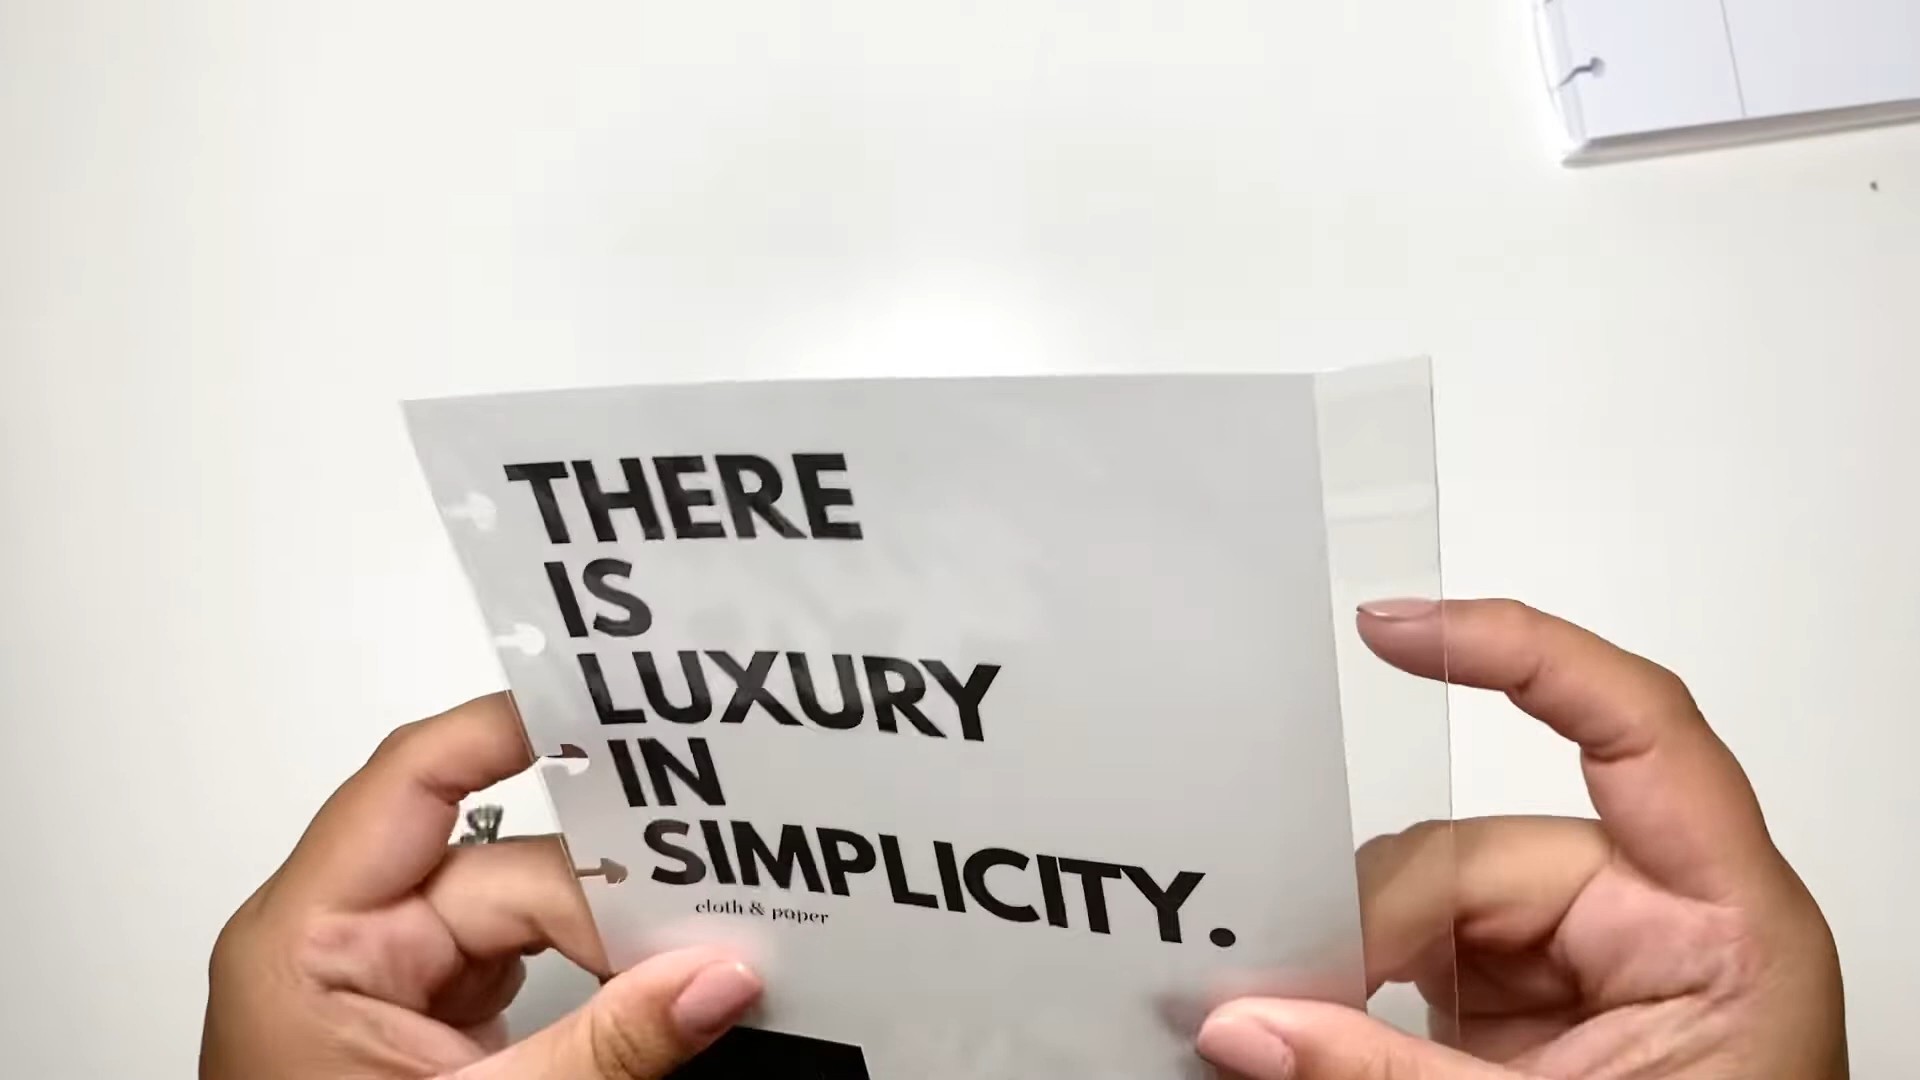 THERE
IS
LUXURY
IN
SIMPLICITY.
cloth & paper